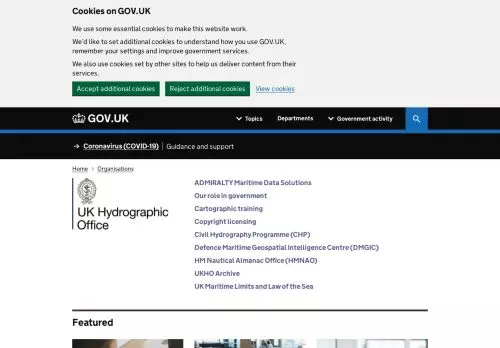 Cookies on GOV.UK
We use some essential cookies to make this website work.
We'd like to set additional cookies to understand how you use GOV.UK,
remember your settings and improve government services.
We also use cookies set by other sites to help us deliver content from their
services.
Accept additional cookies
Reject additional cookies
View cookies
GOV.UK
Topics
Departments
Government activity
Coronavirus (COVID-19)
Guidance and support
Home
Organisations
UK Hydrographic
Office
ADMIRALTY Maritime Data Solutions
Our role in government
Cartographic training
Copyright licensing
Civil Hydrography Programme (CHP)
Defence Maritime Geospatial Intelligence Centre (DMGIC)
HM Nautical Almanac Office (HMNAO)
UKHO Archive
UK Maritime Limits and Law of the Sea
Featured